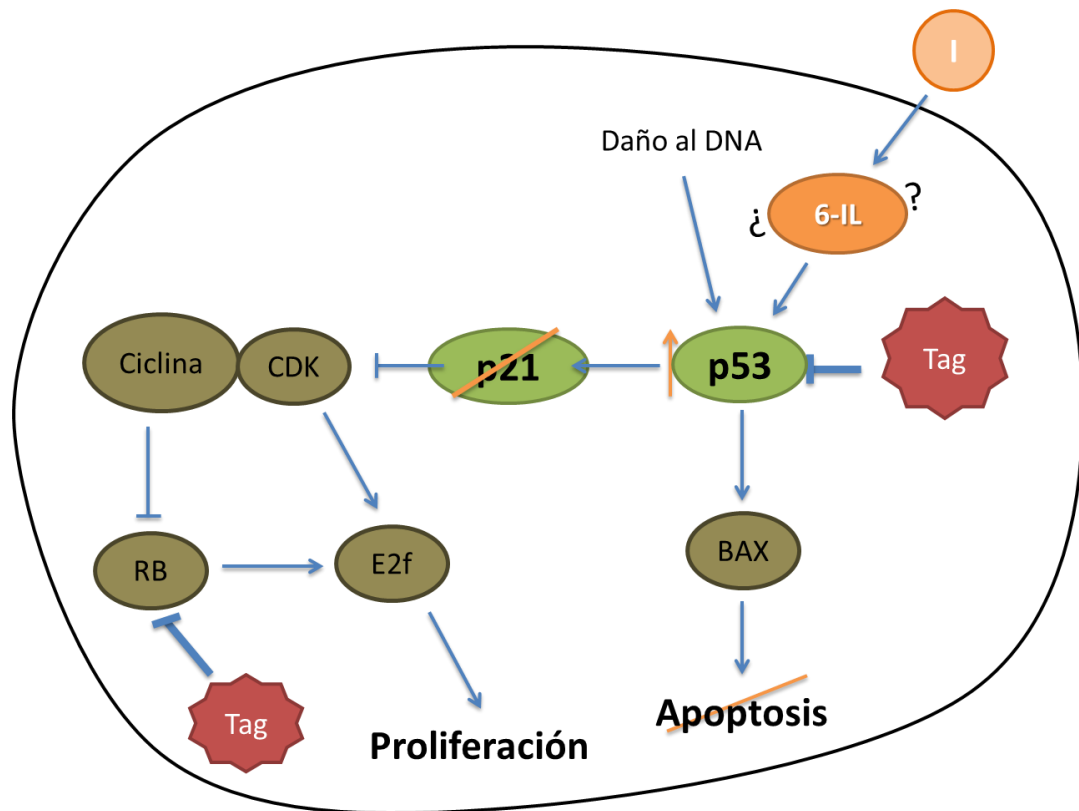 I
Daño al DNA
¿ 6-IL ?
Ciclina
CDK
p21
p53
Tag
RB
E2f
BAX
Tag
Proliferación
Apoptosis